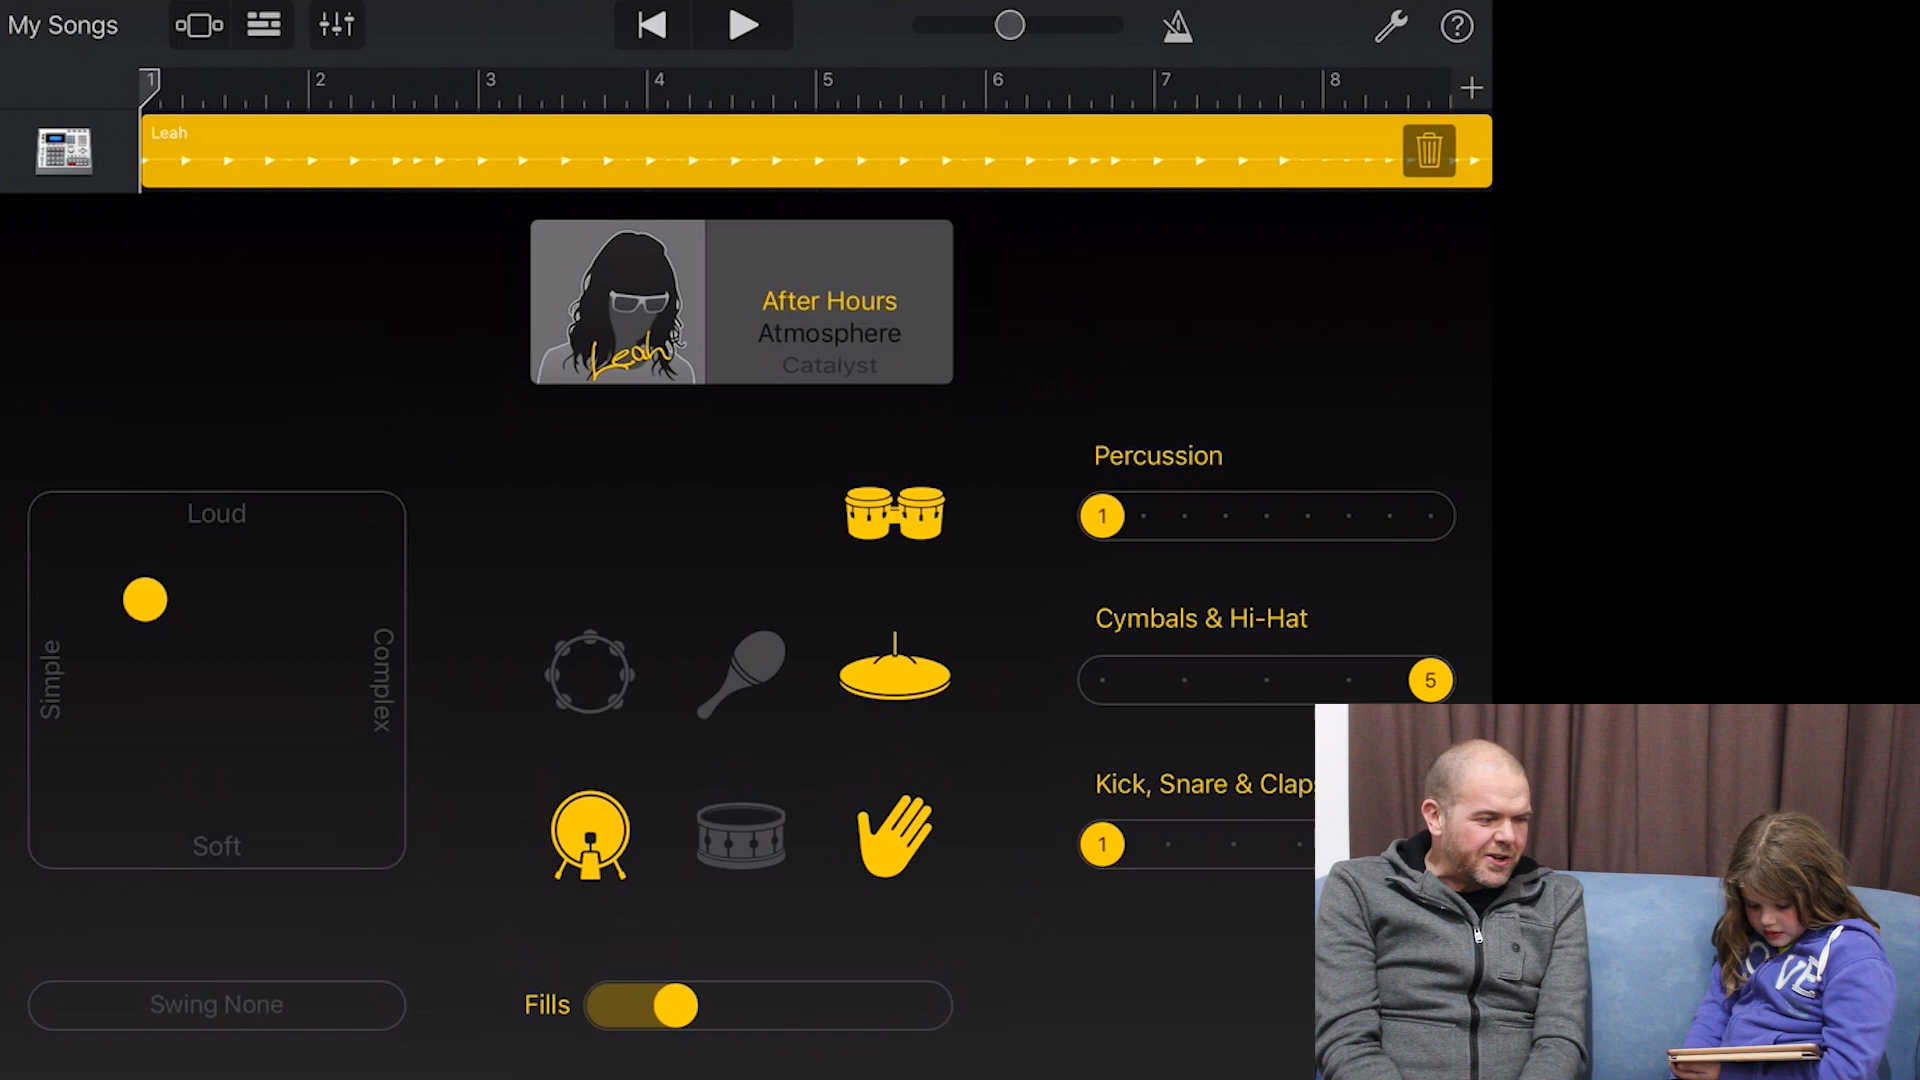 My Songs
1 2 3 4 5 6 7 8
Leah
Leah
After Hours
Atmosphere
Catalyst
Percussion
1
Loud
Simple
Complex
Soft
Cymbals & Hi-Hat
5
Kick, Snare & Clap
1
Swing None
Fills